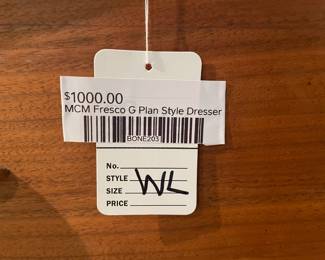 $1000.00
MCM Fresco G Plan Style Dresser
BONE203
No.
STYLE WL
SIZE
PRICE